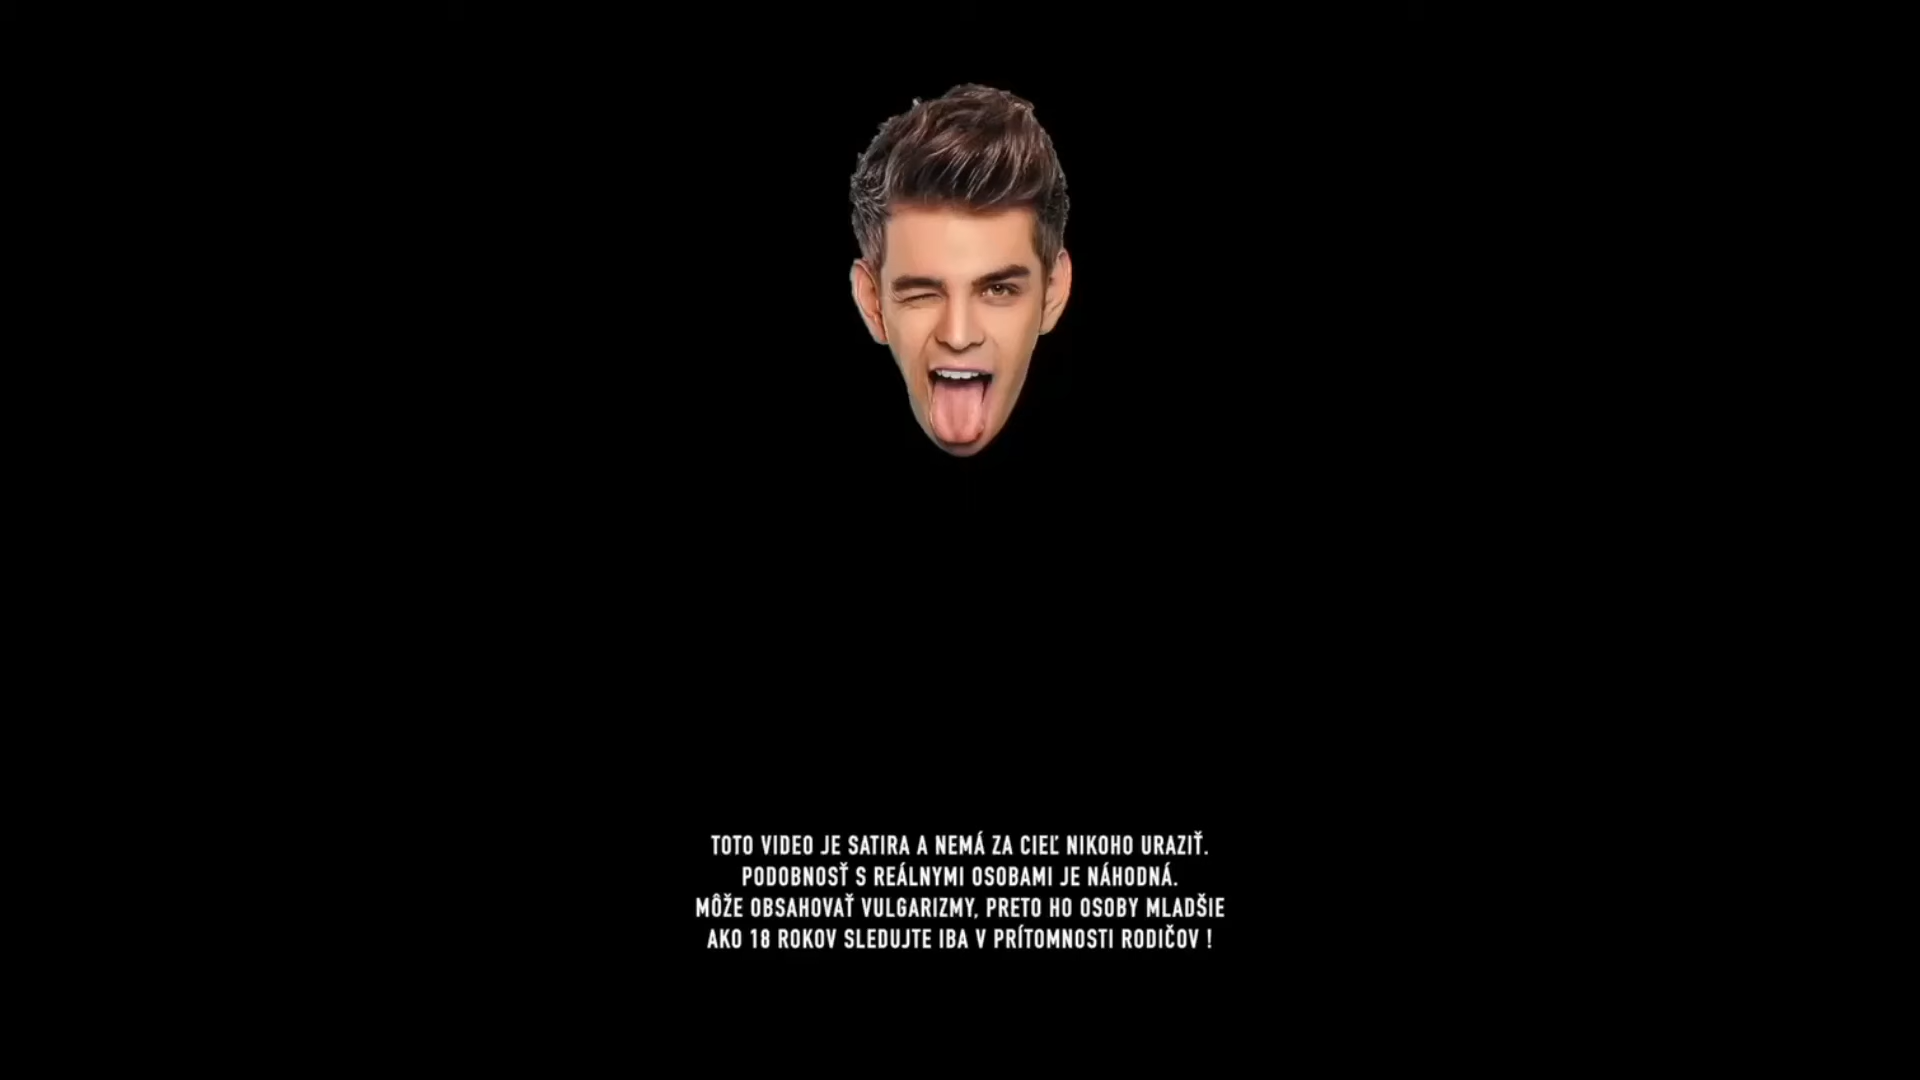 TOTO VIDEO JE SATIRA A NEMÁ ZA CIEĽ NIKOHO URAZIŤ.
PODOBNOSŤ S REÁLNYMI OSOBAMI JE NÁHODNÁ.
MÔŽE OBSAHOVAŤ VULGARIZMY, PRETO HO OSOBY MLADŠIE
AKO 18 ROKOV SLEDUJTE IBA V PRÍTOMNOSTI RODIČOV !